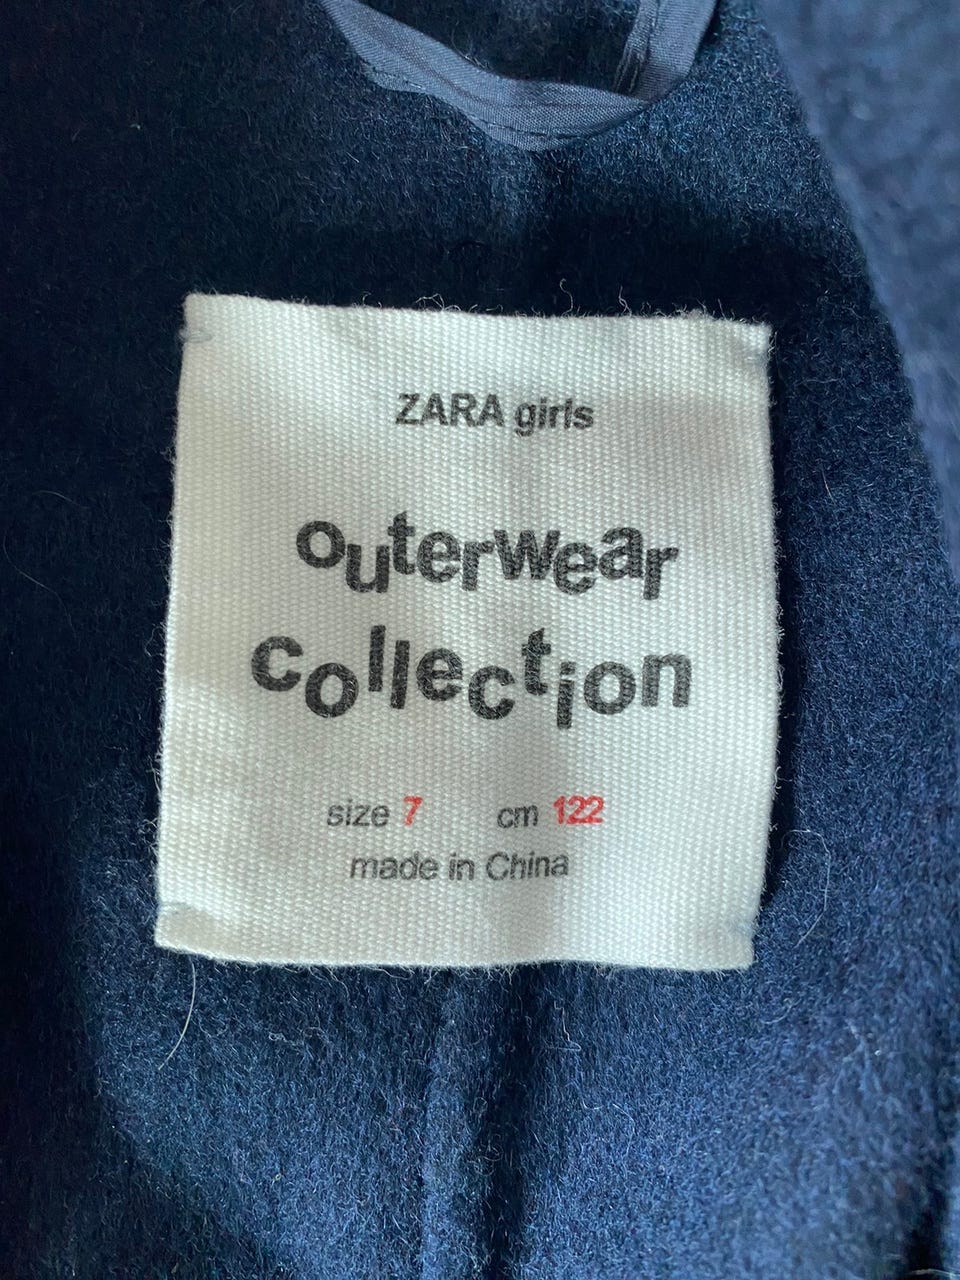 ZARA girls
outerwear
collection
size 7 cm 122
made in China